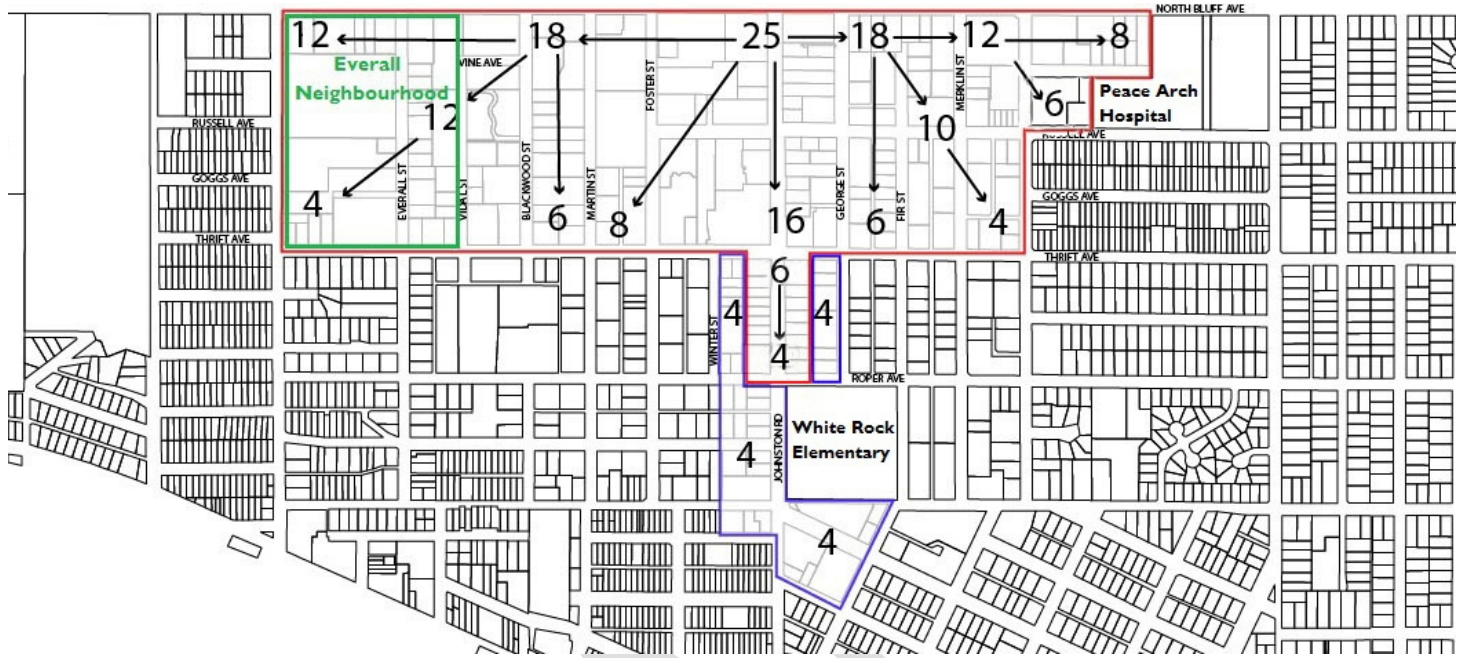 NORTH BLUFF AVE
12
18
25
18
12
8
Everall
Neighbourhood
VINE AVE
FOSTER ST
MERKLIN ST
6
Peace Arch
Hospital
12
10
RUSSELL AVE
RUSSELL AVE
GOGGS AVE
EVERALL ST
VIDAL ST
BLACKWOOD ST
MARTIN ST
GEORGE ST
FIR ST
GOGGS AVE
4
6
8
16
6
4
THRIFT AVE
THRIFT AVE
6
4
4
WINTER ST
4
ROPER AVE
JOHNSTON RD
White Rock
Elementary
4
4